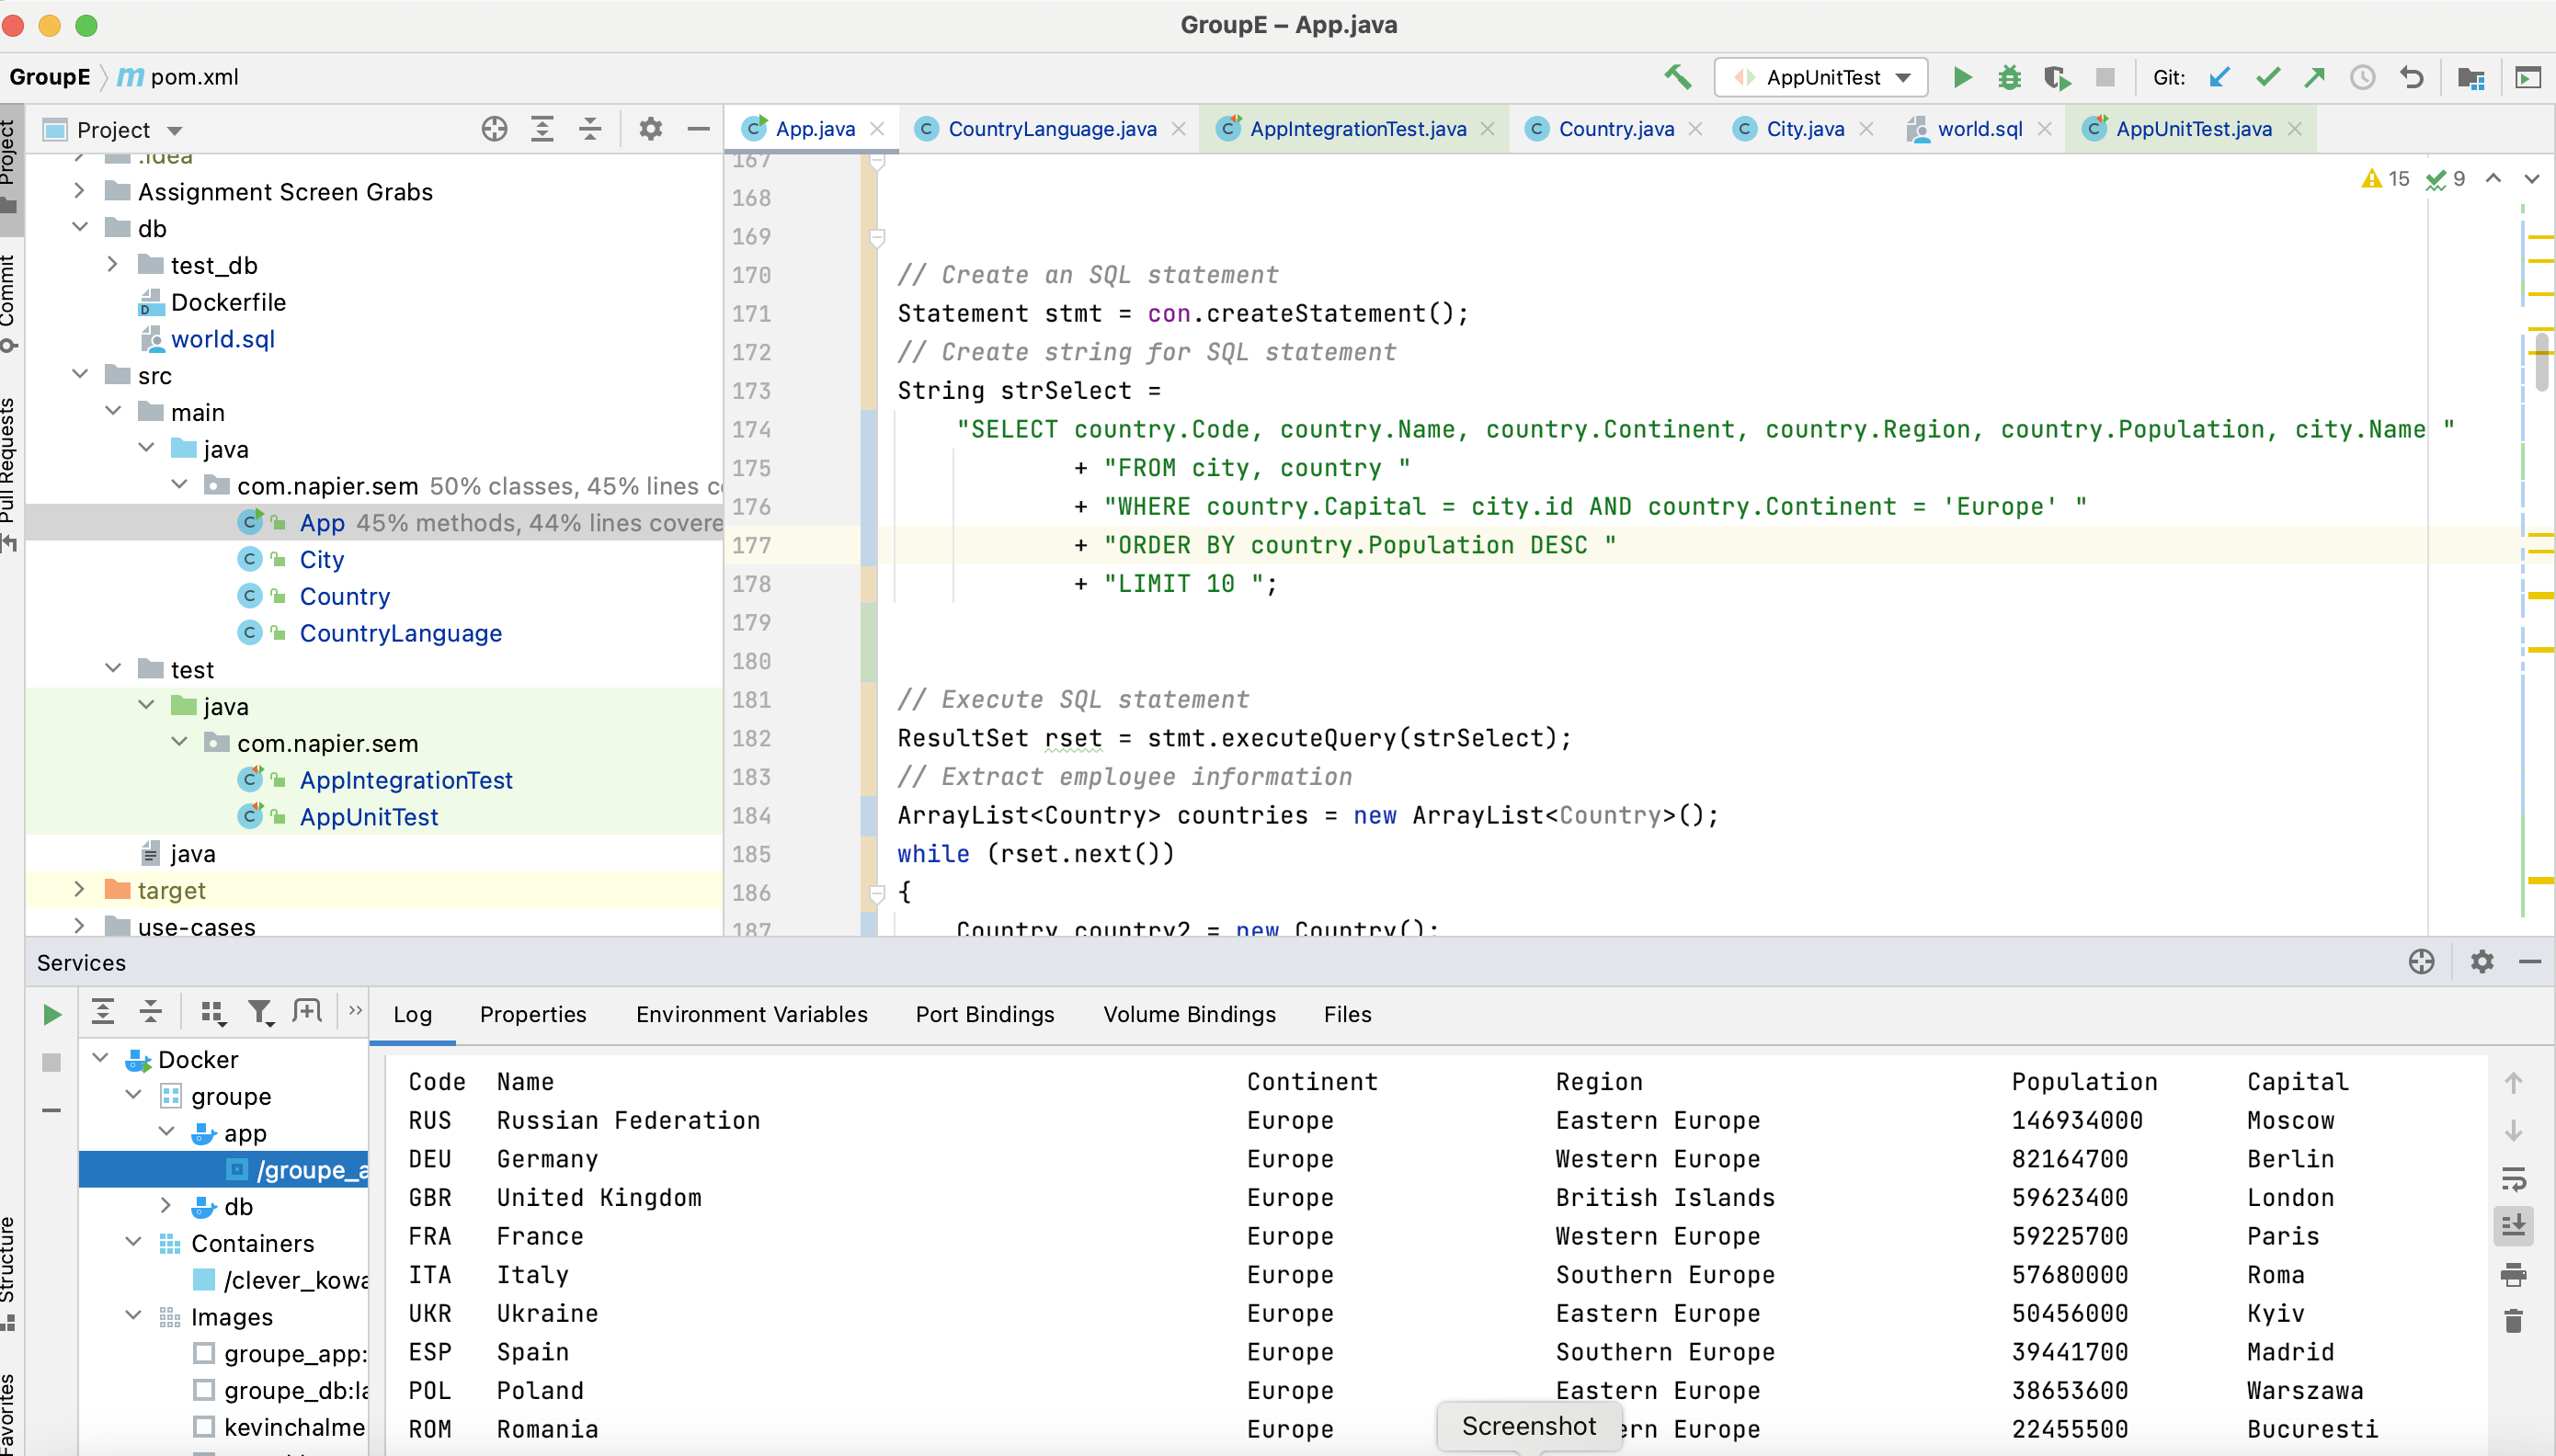 GroupE – App.java
GroupE pom.xml
AppUnitTest
Git:
Project
Commit
Pull Requests
Structure
Favorites
Project
.idea
Assignment Screen Grabs
db
test_db
Dockerfile
world.sql
src
main
java
com.napier.sem 50% classes, 45% lines c
App 45% methods, 44% lines covere
City
Country
CountryLanguage
test
java
com.napier.sem
AppIntegrationTest
AppUnitTest
java
target
use-cases
App.java CountryLanguage.java AppIntegrationTest.java Country.java City.java world.sql AppUnitTest.java
15 9
167
168
169
170 // Create an SQL statement
171 Statement stmt = con.createStatement();
172 // Create string for SQL statement
173 String strSelect =
174 "SELECT country.Code, country.Name, country.Continent, country.Region, country.Population, city.Name "
175 + "FROM city, country "
176 + "WHERE country.Capital = city.id AND country.Continent = 'Europe' "
177 + "ORDER BY country.Population DESC "
178 + "LIMIT 10 ";
179
180
181 // Execute SQL statement
182 ResultSet rset = stmt.executeQuery(strSelect);
183 // Extract employee information
184 ArrayList<Country> countries = new ArrayList<Country>();
185 while (rset.next())
186 {
187 Country country2 = new Country();
Services
Docker
groupe
app
/groupe_a
db
Containers
/clever_kowa
Images
groupe_app:
groupe_db:la
kevinchalme
Log Properties Environment Variables Port Bindings Volume Bindings Files
Code Name Continent Region Population Capital
RUS Russian Federation Europe Eastern Europe 146934000 Moscow
DEU Germany Europe Western Europe 82164700 Berlin
GBR United Kingdom Europe British Islands 59623400 London
FRA France Europe Western Europe 59225700 Paris
ITA Italy Europe Southern Europe 57680000 Roma
UKR Ukraine Europe Eastern Europe 50456000 Kyiv
ESP Spain Europe Southern Europe 39441700 Madrid
POL Poland Europe Eastern Europe 38653600 Warszawa
ROM Romania Europe ern Europe 22455500 Bucuresti
Screenshot